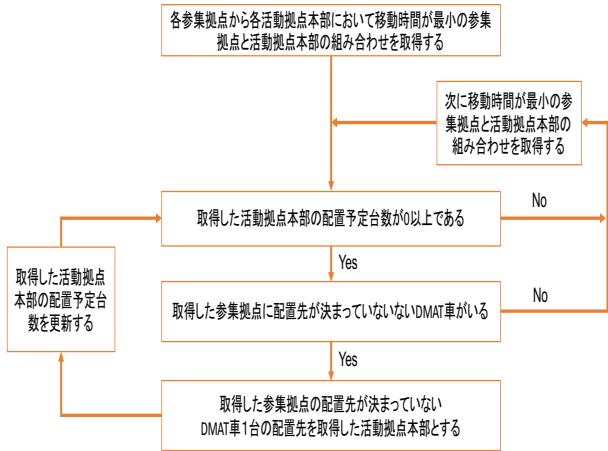 各参集拠点から各活動拠点本部において移動時間が最小の参集
拠点と活動拠点本部の組み合わせを取得する
次に移動時間が最小の参
集拠点と活動拠点本部の
組み合わせを取得する
取得した活動拠点本部の配置予定台数が0以上である
No
Yes
取得した活動拠点
本部の配置予定台
数を更新する
取得した参集拠点に配置先が決まっていないないDMAT車がいる
No
Yes
取得した参集拠点の配置先が決まっていない
DMAT車1台の配置先を取得した活動拠点本部とする